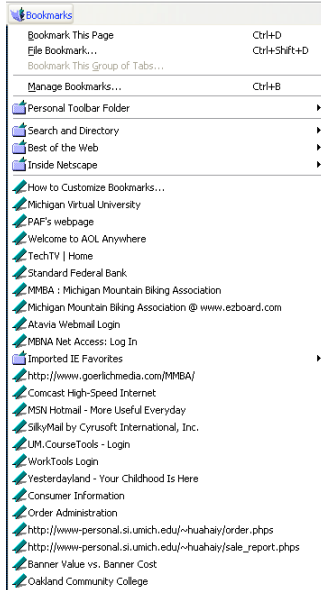 Bookmarks
Bookmark This Page Ctrl+D
File Bookmark... Ctrl+Shift+D
Bookmark This Group of Tabs...
Manage Bookmarks... Ctrl+B
Personal Toolbar Folder
Search and Directory
Best of the Web
Inside Netscape
How to Customize Bookmarks...
Michigan Virtual University
PAF's webpage
Welcome to AOL Anywhere
TechTV | Home
Standard Federal Bank
MMBA : Michigan Mountain Biking Association
Michigan Mountain Biking Association @ www.ezboard.com
Atavia Webmail Login
MBNA Net Access: Log In
Imported IE Favorites
http://www.goerlichmedia.com/MMBA/
Comcast High-Speed Internet
MSN Hotmail - More Useful Everyday
SilkyMail by Cyrusoft International, Inc.
UM.CourseTools - Login
WorkTools Login
Yesterdayland - Your Childhood Is Here
Consumer Information
Order Administration
http://www-personal.si.umich.edu/~huahaiy/order.phps
http://www-personal.si.umich.edu/~huahaiy/sale_report.phps
Banner Value vs. Banner Cost
Oakland Community College